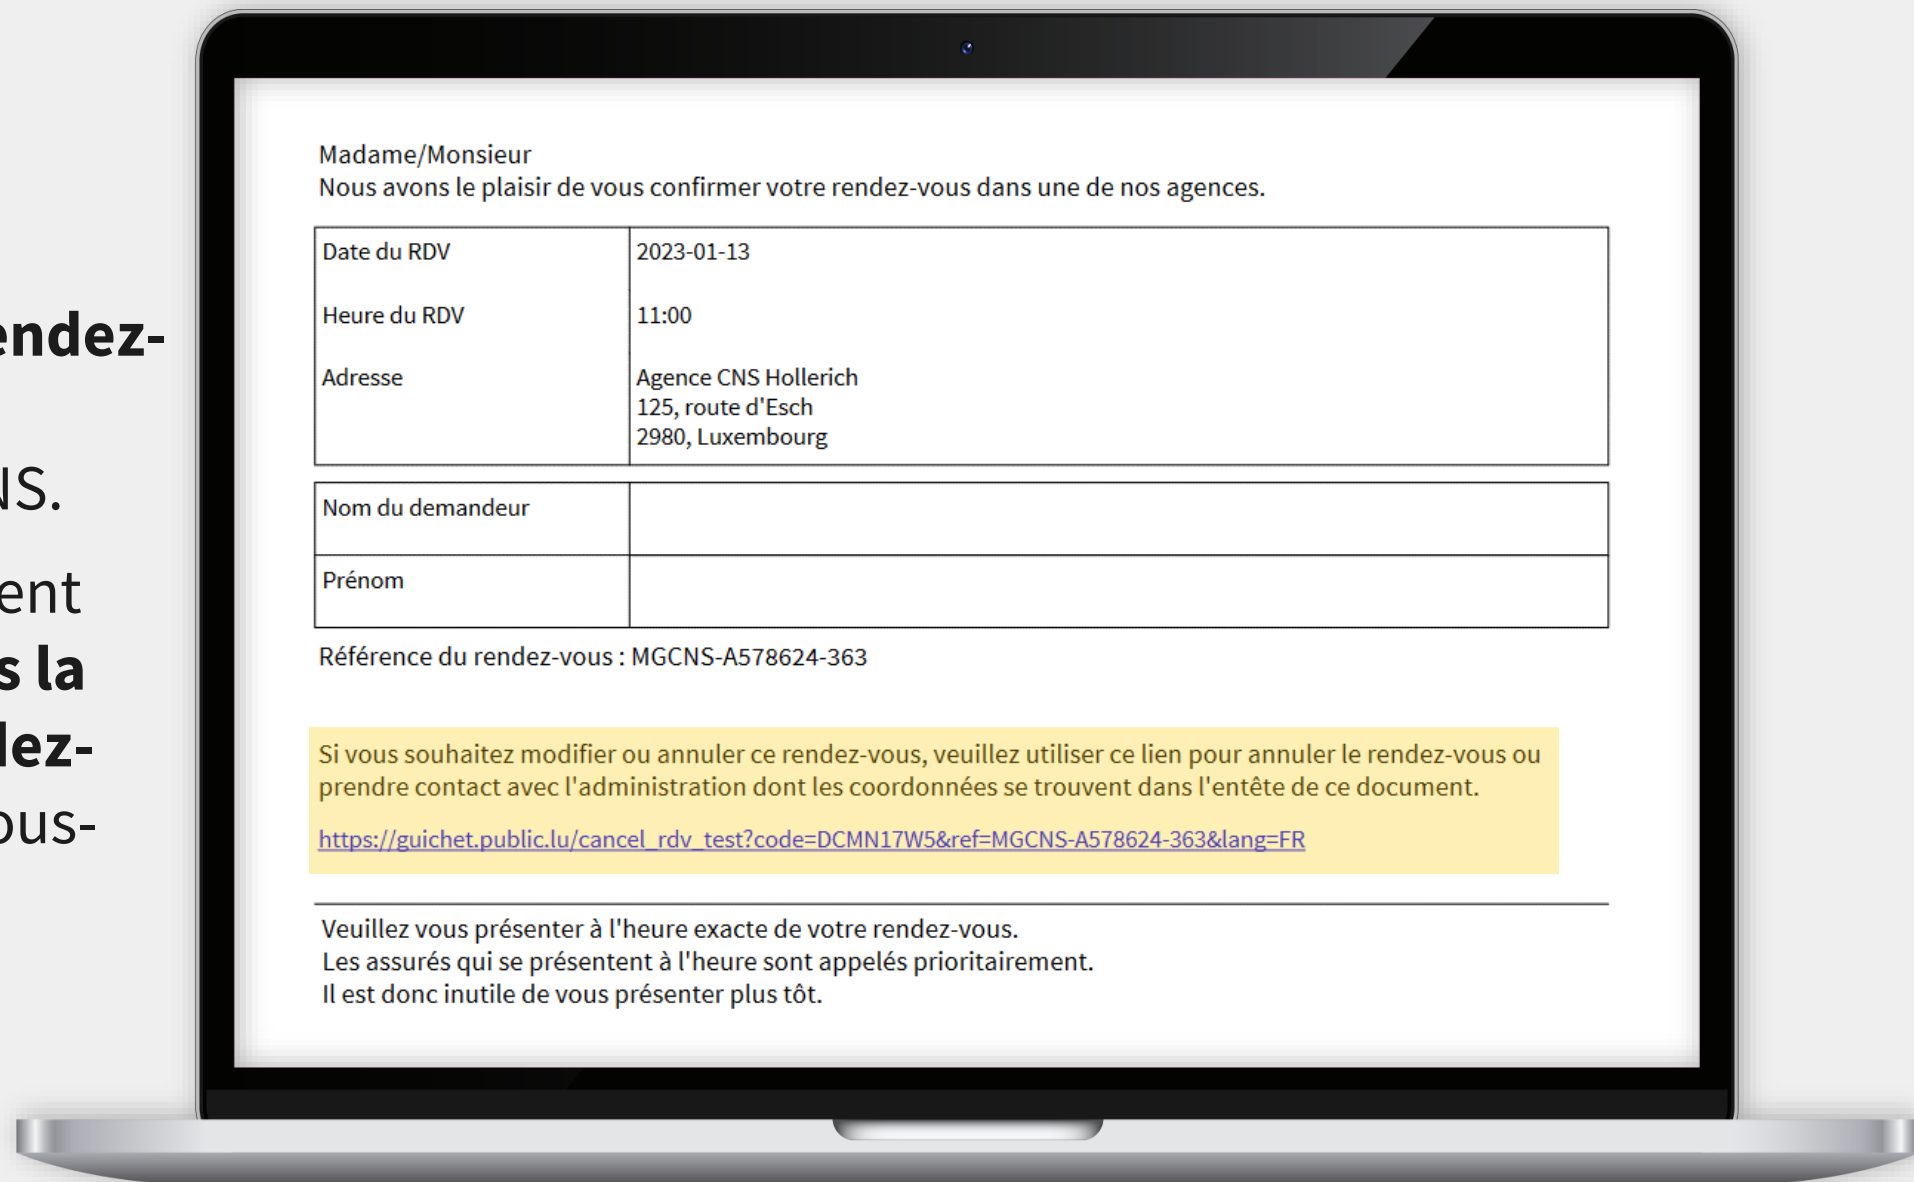 endez-
NS.
ent
s la
dez-
ous-
Madame/Monsieur
Nous avons le plaisir de vous confirmer votre rendez-vous dans une de nos agences.
Date du RDV 2023-01-13
Heure du RDV 11:00
Adresse Agence CNS Hollerich
125, route d'Esch
2980, Luxembourg
Nom du demandeur
Prénom
Référence du rendez-vous : MGCNS-A578624-363
Si vous souhaitez modifier ou annuler ce rendez-vous, veuillez utiliser ce lien pour annuler le rendez-vous ou
prendre contact avec l'administration dont les coordonnées se trouvent dans l'entête de ce document.
https://guichet.public.lu/cancel_rdv_test?code=DCMN17W5&ref=MGCNS-A578624-363&lang=FR
Veuillez vous présenter à l'heure exacte de votre rendez-vous.
Les assurés qui se présentent à l'heure sont appelés prioritairement.
Il est donc inutile de vous présenter plus tôt.